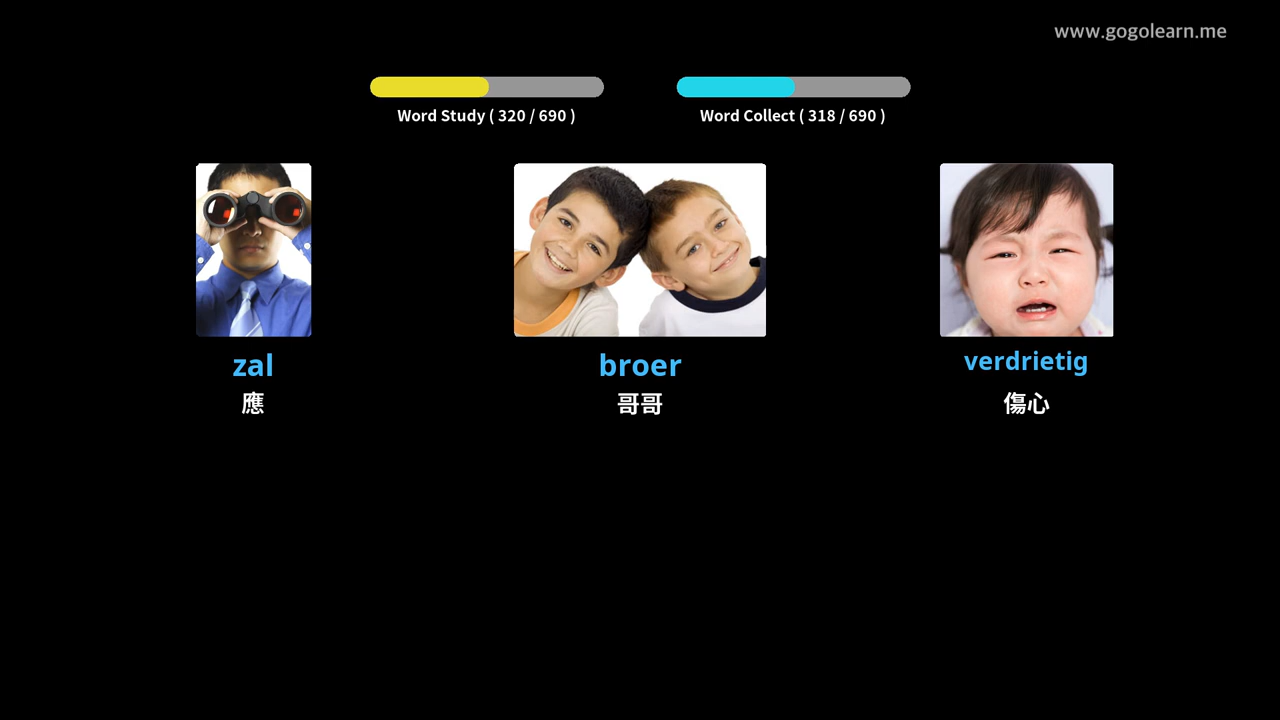 www.gogolearn.me
Word Study ( 320 / 690 )
Word Collect ( 318 / 690 )
zal
broer
verdrietig
應
哥哥
傷心